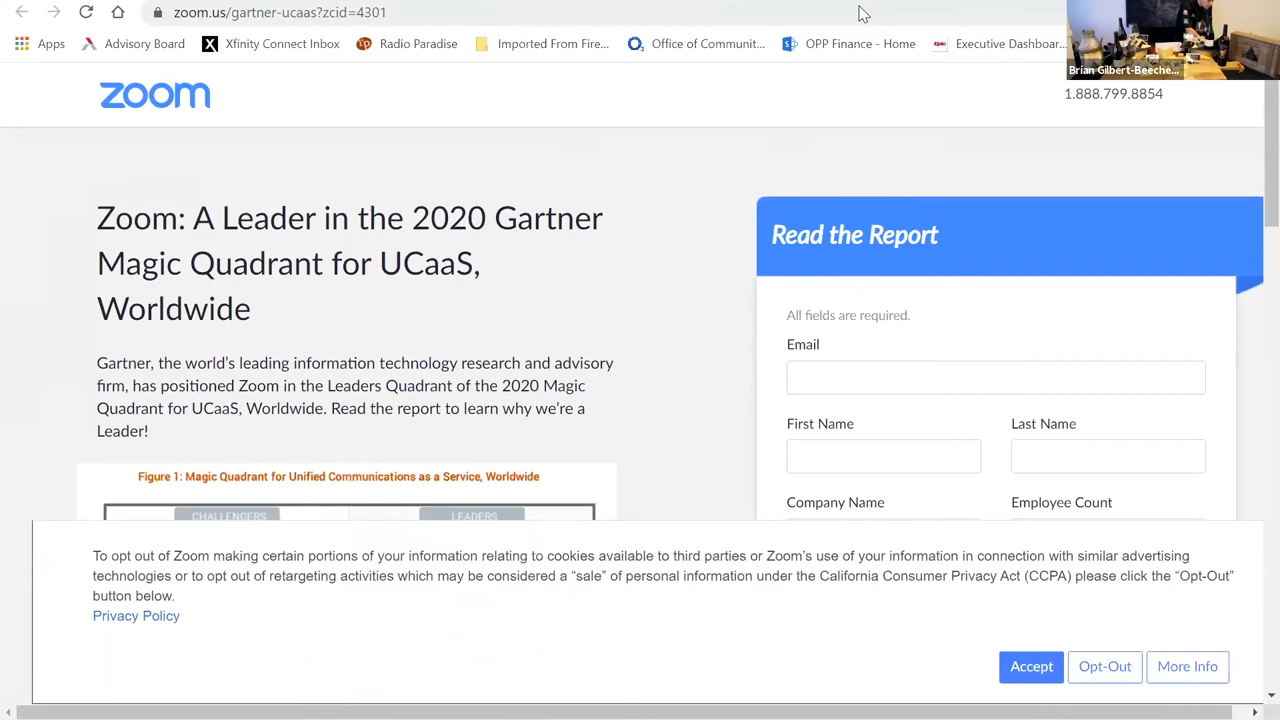 zoom.us/gartner-ucaas?zcid=4301
Apps
Advisory Board
Xfinity Connect Inbox
Radio Paradise
Imported From Fire...
Office of Communit...
OPP Finance - Home
Executive Dashboar...
Brian Gilbert-Beeche...
zoom
1.888.799.8854
Zoom: A Leader in the 2020 Gartner
Magic Quadrant for UCaaS,
Worldwide
Gartner, the world's leading information technology research and advisory
firm, has positioned Zoom in the Leaders Quadrant of the 2020 Magic
Quadrant for UCaaS, Worldwide. Read the report to learn why we're a
Leader!
Figure 1: Magic Quadrant for Unified Communications as a Service, Worldwide
CHALLENGERS
LEADERS
Read the Report
All fields are required.
Email
First Name
Last Name
Company Name
Employee Count
To opt out of Zoom making certain portions of your information relating to cookies available to third parties or Zoom's use of your information in connection with similar advertising
technologies or to opt out of retargeting activities which may be considered a “sale” of personal information under the California Consumer Privacy Act (CCPA) please click the “Opt-Out”
button below.
Privacy Policy
Accept
Opt-Out
More Info